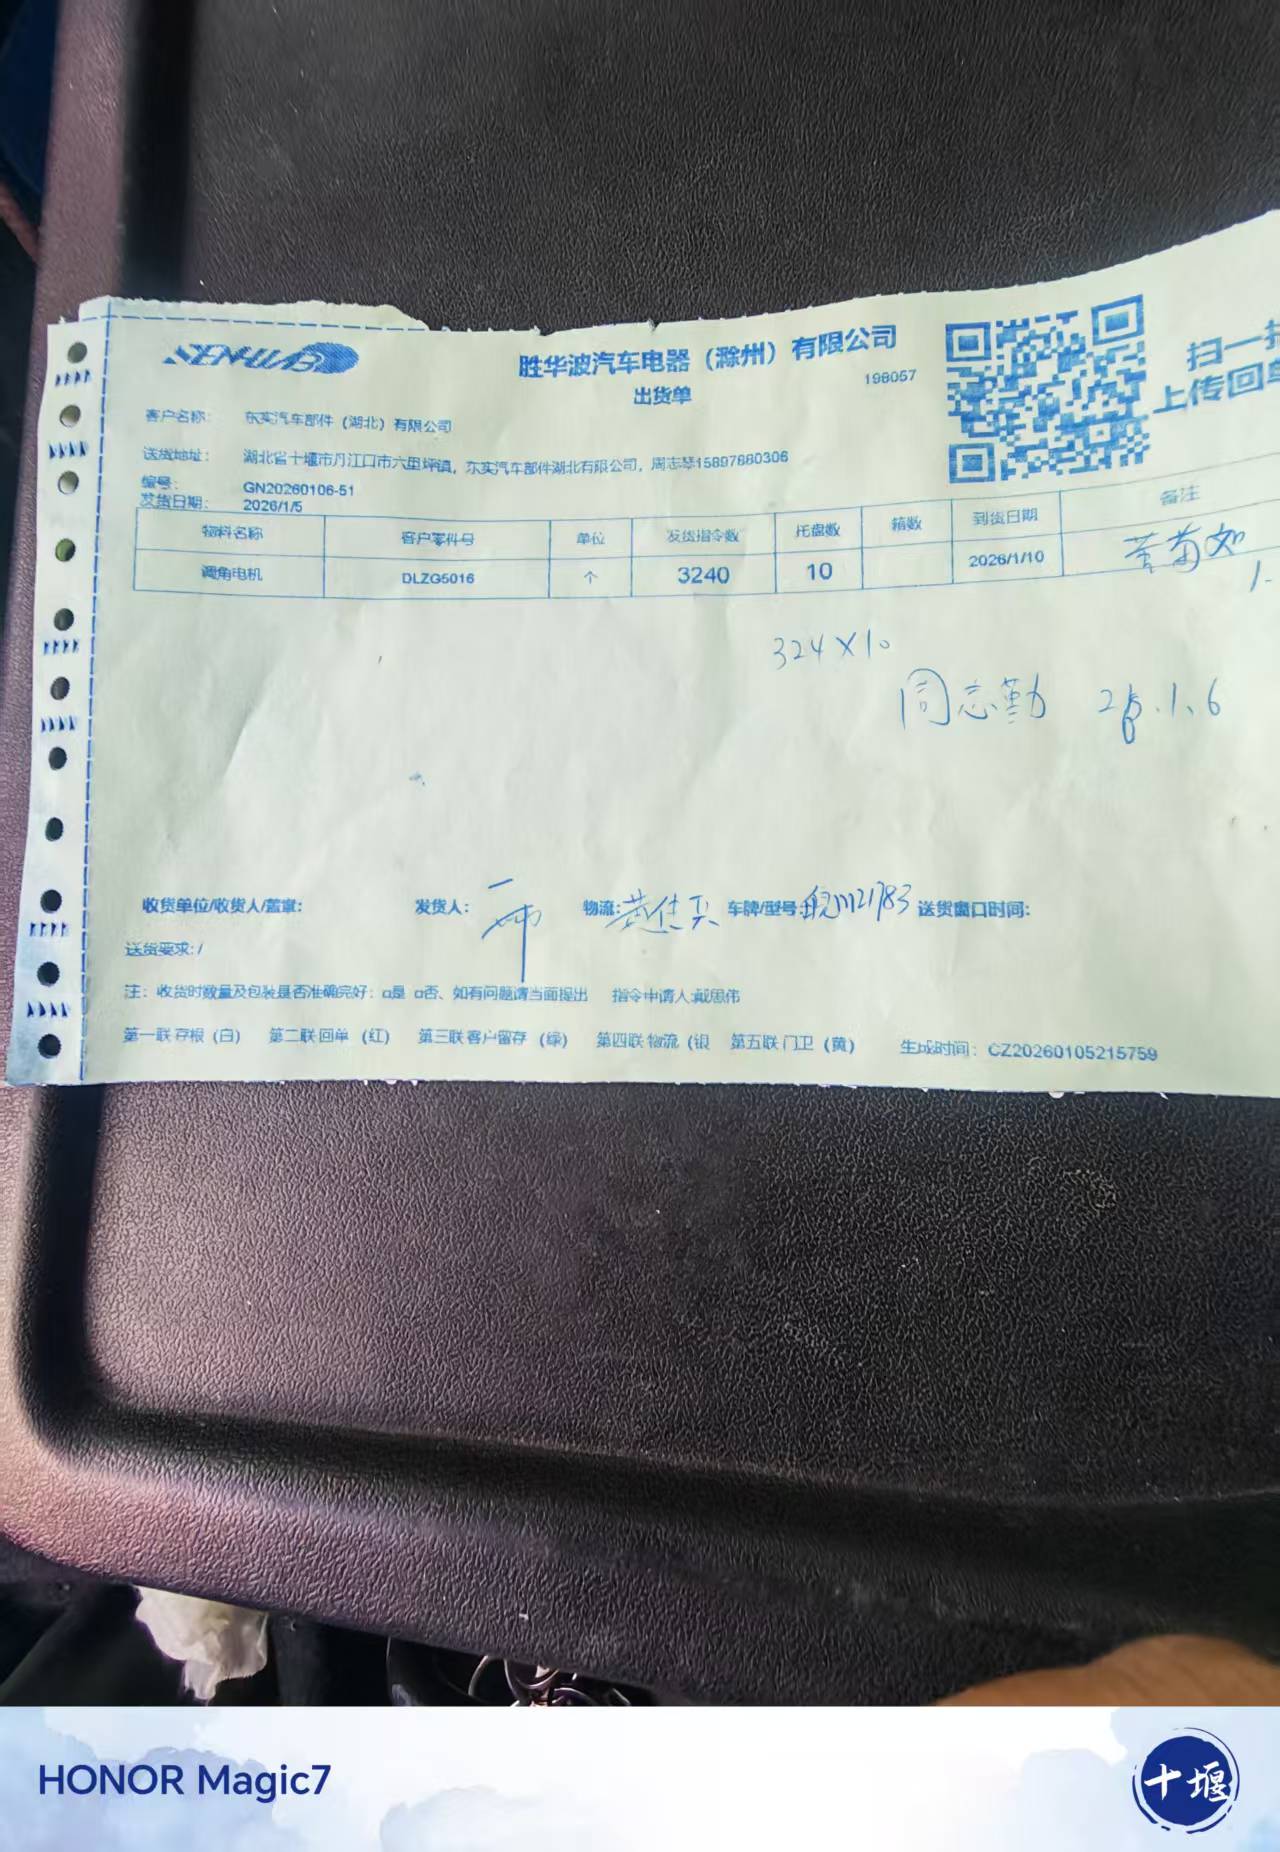 胜华波汽车电器（滁州）有限公司
198057
出货单
扫一
上传回单
客户名称： 东实汽车部件（湖北）有限公司
送货地址： 湖北省十堰市丹江口市六里坪镇，东实汽车部件湖北有限公司，周志琴15897880306
编号： GN20260106-51
发货日期： 2026/1/5
物料名称 客户零件号 单位 发货指令数 托盘数 箱数 到货日期 备注
调角电机 DLZG5016 个 3240 10 2026/1/10
324×10
周志勤 1.6
收货单位/收货人/盖章： 发货人： 物流： 车牌/型号： 送货窗口时间：
送货要求：/
注：收货时数量及包装是否准确完好：□是 □否、如有问题请当面提出 指令申请人：戴思伟
第一联 存根（白） 第二联 回单（红） 第三联 客户留存（绿） 第四联 物流（银 第五联 门卫（黄） 生成时间：CZ20260105215759
HONOR Magic7
十堰